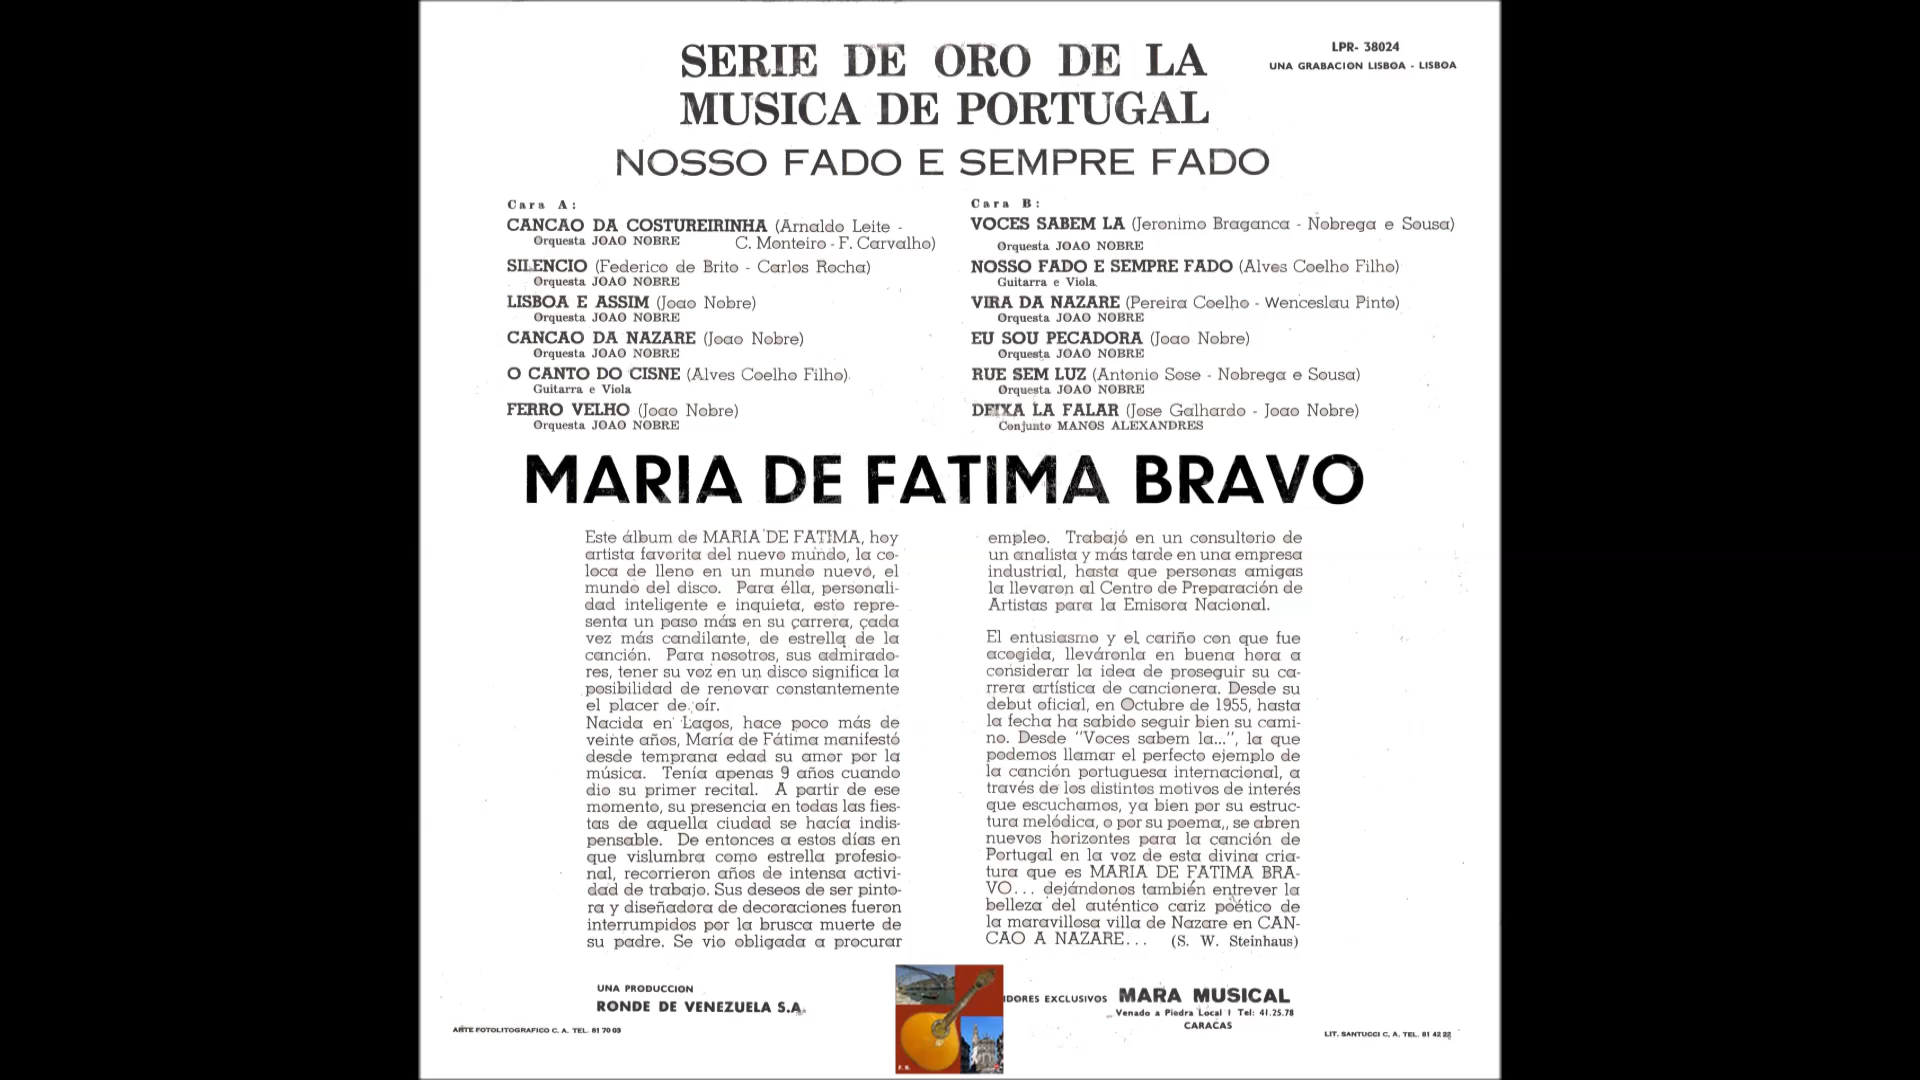 SERIE DE ORO DE LA
MUSICA DE PORTUGAL
LPR- 38024
UNA GRABACION LISBOA - LISBOA
NOSSO FADO E SEMPRE FADO
Cara A:
CANCAO DA COSTUREIRINHA (Arnaldo Leite -
Orquesta JOAO NOBRE C. Monteiro - F. Carvalho)
SILENCIO (Federico de Brito - Carlos Rocha)
Orquesta JOAO NOBRE
LISBOA E ASSIM (Joao Nobre)
Orquesta JOAO NOBRE
CANCAO DA NAZARE (Joao Nobre)
Orquesta JOAO NOBRE
O CANTO DO CISNE (Alves Coelho Filho)
Guitarra e Viola
FERRO VELHO (Joao Nobre)
Orquesta JOAO NOBRE
Cara B:
VOCES SABEM LA (Jeronimo Braganca - Nobrega e Sousa)
Orquesta JOAO NOBRE
NOSSO FADO E SEMPRE FADO (Alves Coelho Filho)
Guitarra e Viola
VIRA DA NAZARE (Pereira Coelho - Wenceslau Pinto)
Orquesta JOAO NOBRE
EU SOU PECADORA (Joao Nobre)
Orquesta JOAO NOBRE
RUE SEM LUZ (Antonio Sose - Nobrega e Sousa)
Orquesta JOAO NOBRE
DEIXA LA FALAR (Jose Galhardo - Joao Nobre)
Conjunto MANOS ALEXANDRES
MARIA DE FATIMA BRAVO
Este álbum de MARIA DE FATIMA, hoy
artista favorita del nuevo mundo, la co-
loca de lleno en un mundo nuevo, el
mundo del disco. Para élla, personali-
dad inteligente e inquieta, esto repre-
senta un paso más en su carrera, cada
vez más candilante, de estrella de la
canción. Para nosotros, sus admirado-
res, tener su voz en un disco significa la
posibilidad de renovar constantemente
el placer de oír.
Nacida en Lagos, hace poco más de
veinte años, María de Fátima manifestó
desde temprana edad su amor por la
música. Tenía apenas 9 años cuando
dio su primer recital. A partir de ese
momento, su presencia en todas las fies-
tas de aquella ciudad se hacía indis-
pensable. De entonces a estos días en
que vislumbra como estrella profesio-
nal, recorrieron años de intensa activi-
dad de trabajo. Sus deseos de ser pinto-
ra y diseñadora de decoraciones fueron
interrumpidos por la brusca muerte de
su padre. Se vio obligada a procurar
empleo. Trabajó en un consultorio de
un analista y más tarde en una empresa
industrial, hasta que personas amigas
la llevaron al Centro de Preparación de
Artistas para la Emisora Nacional.
El entusiasmo y el cariño con que fue
acogida, lleváronla en buena hora a
considerar la idea de proseguir su ca-
rrera artística de cancionera. Desde su
debut oficial, en Octubre de 1955, hasta
la fecha ha sabido seguir bien su cami-
no. Desde "Voces sabem la...", la que
podemos llamar el perfecto ejemplo de
la canción portuguesa internacional, a
través de los distintos motivos de interés
que escuchamos, ya bien por su estruc-
tura melódica, o por su poema,, se abren
nuevos horizontes para la canción de
Portugal en la voz de esta divina cria-
tura que es MARIA DE FATIMA BRA-
VO... dejándonos también entrever la
belleza del auténtico cariz poético de
la maravillosa villa de Nazare en CAN-
CAO A NAZARE... (S. W. Steinhaus)
UNA PRODUCCION
RONDE DE VENEZUELA S.A.
IDORES EXCLUSIVOS MARA MUSICAL
Venado a Piedra Local 1 Tel: 41.25.78
CARACAS
ARTE FOTOLITOGRAFICO C. A. TEL. 81 70 03
F. R.
LIT. SANTUCCI C, A, TEL. 81 42 22